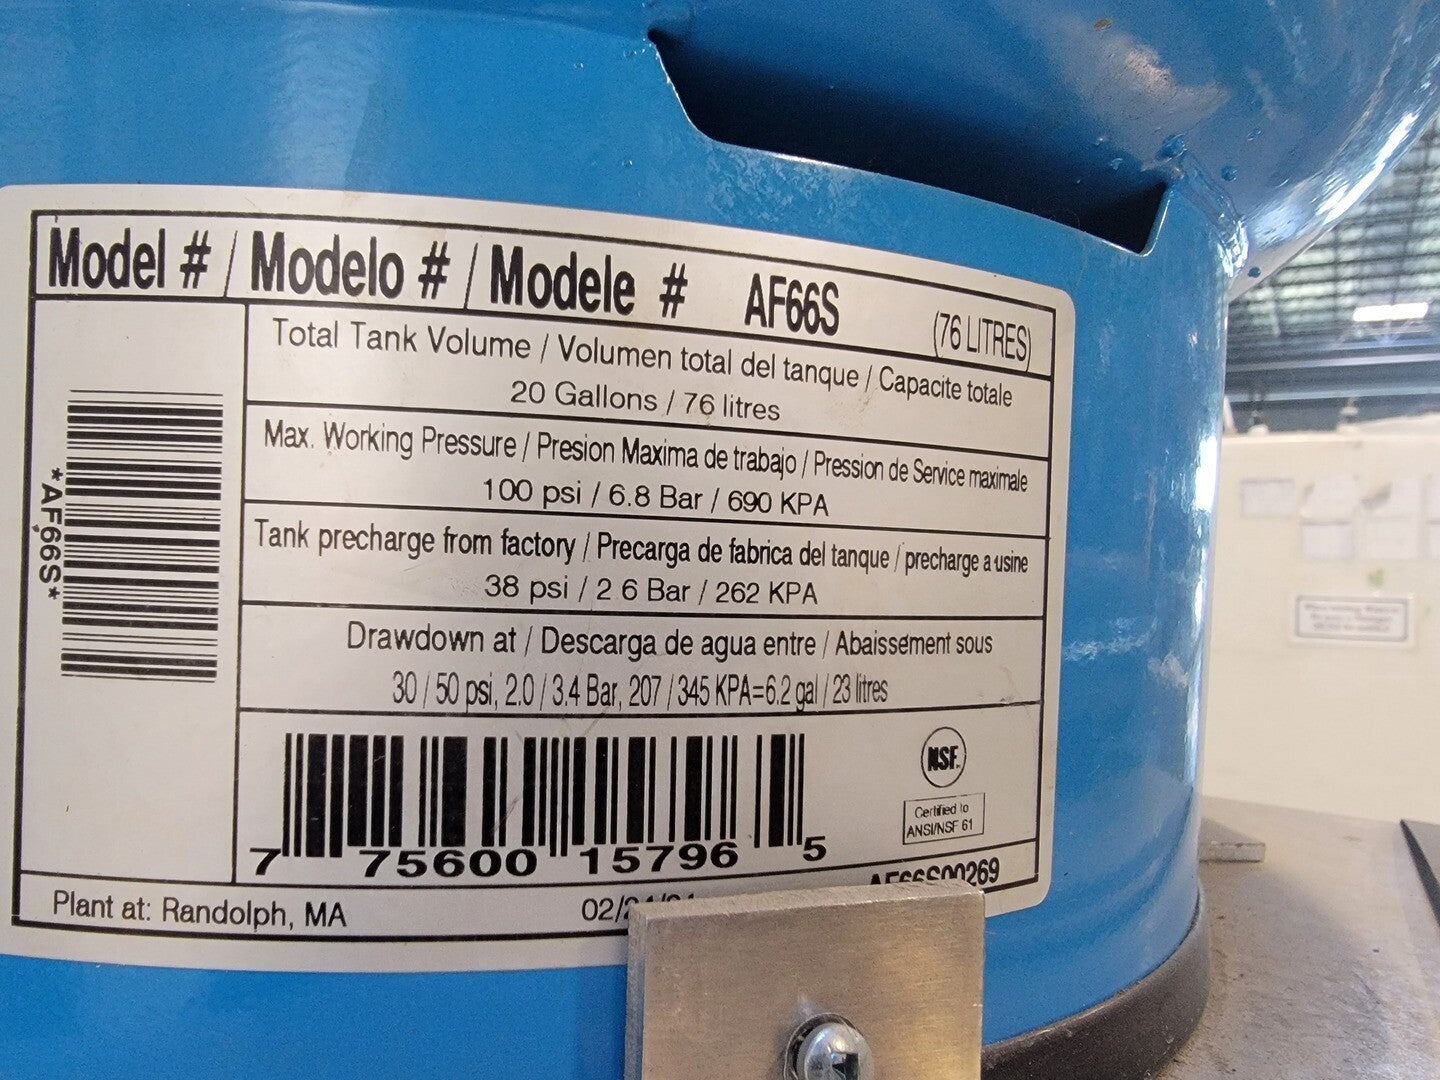 Model # / Modelo # / Modele # AF66S (76 LITRES)
Total Tank Volume / Volumen total del tanque / Capacite totale
20 Gallons / 76 litres
Max. Working Pressure / Presion Maxima de trabajo / Pression de Service maximale
100 psi / 6.8 Bar / 690 KPA
Tank precharge from factory / Precarga de fabrica del tanque / precharge a usine
38 psi / 2 6 Bar / 262 KPA
Drawdown at / Descarga de agua entre / Abaissement sous
30 / 50 psi, 2.0 / 3.4 Bar, 207 / 345 KPA=6.2 gal / 23 litres
*AF66S*
NSF.
Certified to
ANSI/NSF 61
7 75600 15796 5
AF66S00269
Plant at: Randolph, MA 02/